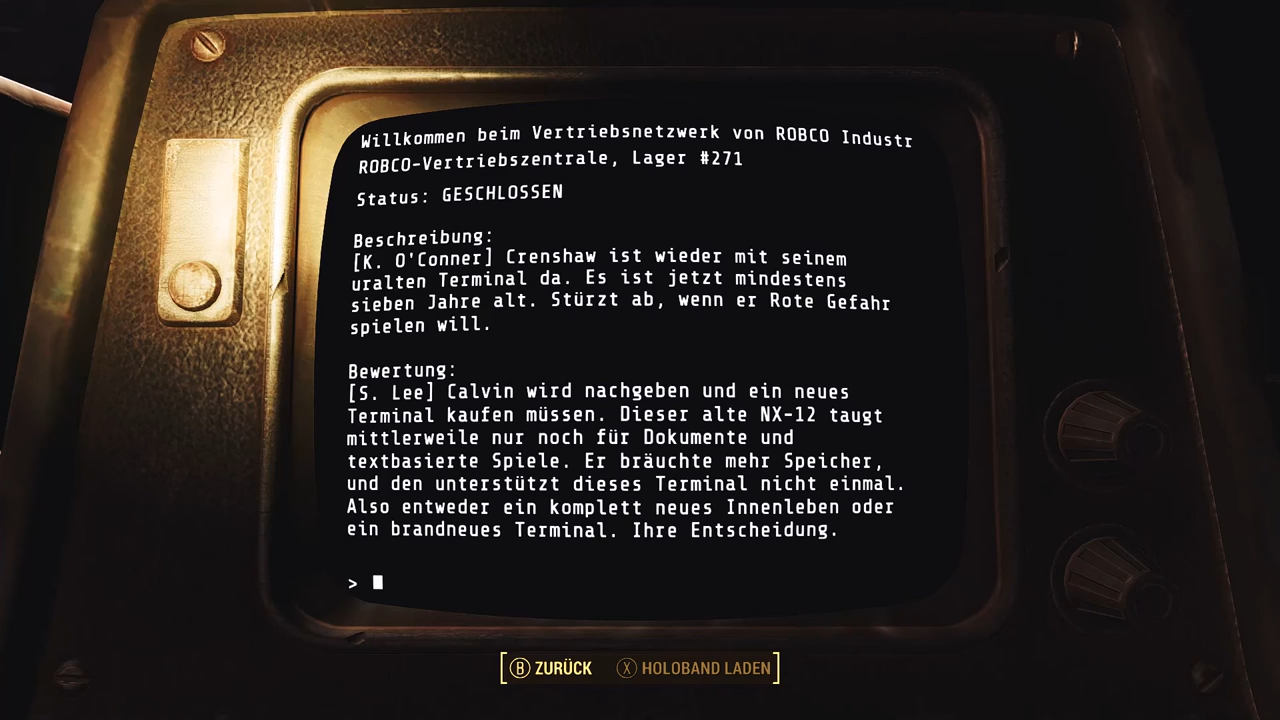 Willkommen beim Vertriebsnetzwerk von ROBCO Industr
ROBCO-Vertriebszentrale, Lager #271
Status: GESCHLOSSEN
Beschreibung:
[K. O'Conner] Crenshaw ist wieder mit seinem
uralten Terminal da. Es ist jetzt mindestens
sieben Jahre alt. Stürzt ab, wenn er Rote Gefahr
spielen will.
Bewertung:
[S. Lee] Calvin wird nachgeben und ein neues
Terminal kaufen müssen. Dieser alte NX-12 taugt
mittlerweile nur noch für Dokumente und
textbasierte Spiele. Er bräuchte mehr Speicher,
und den unterstützt dieses Terminal nicht einmal.
Also entweder ein komplett neues Innenleben oder
ein brandneues Terminal. Ihre Entscheidung.
>
B ZURÜCK X HOLOBAND LADEN